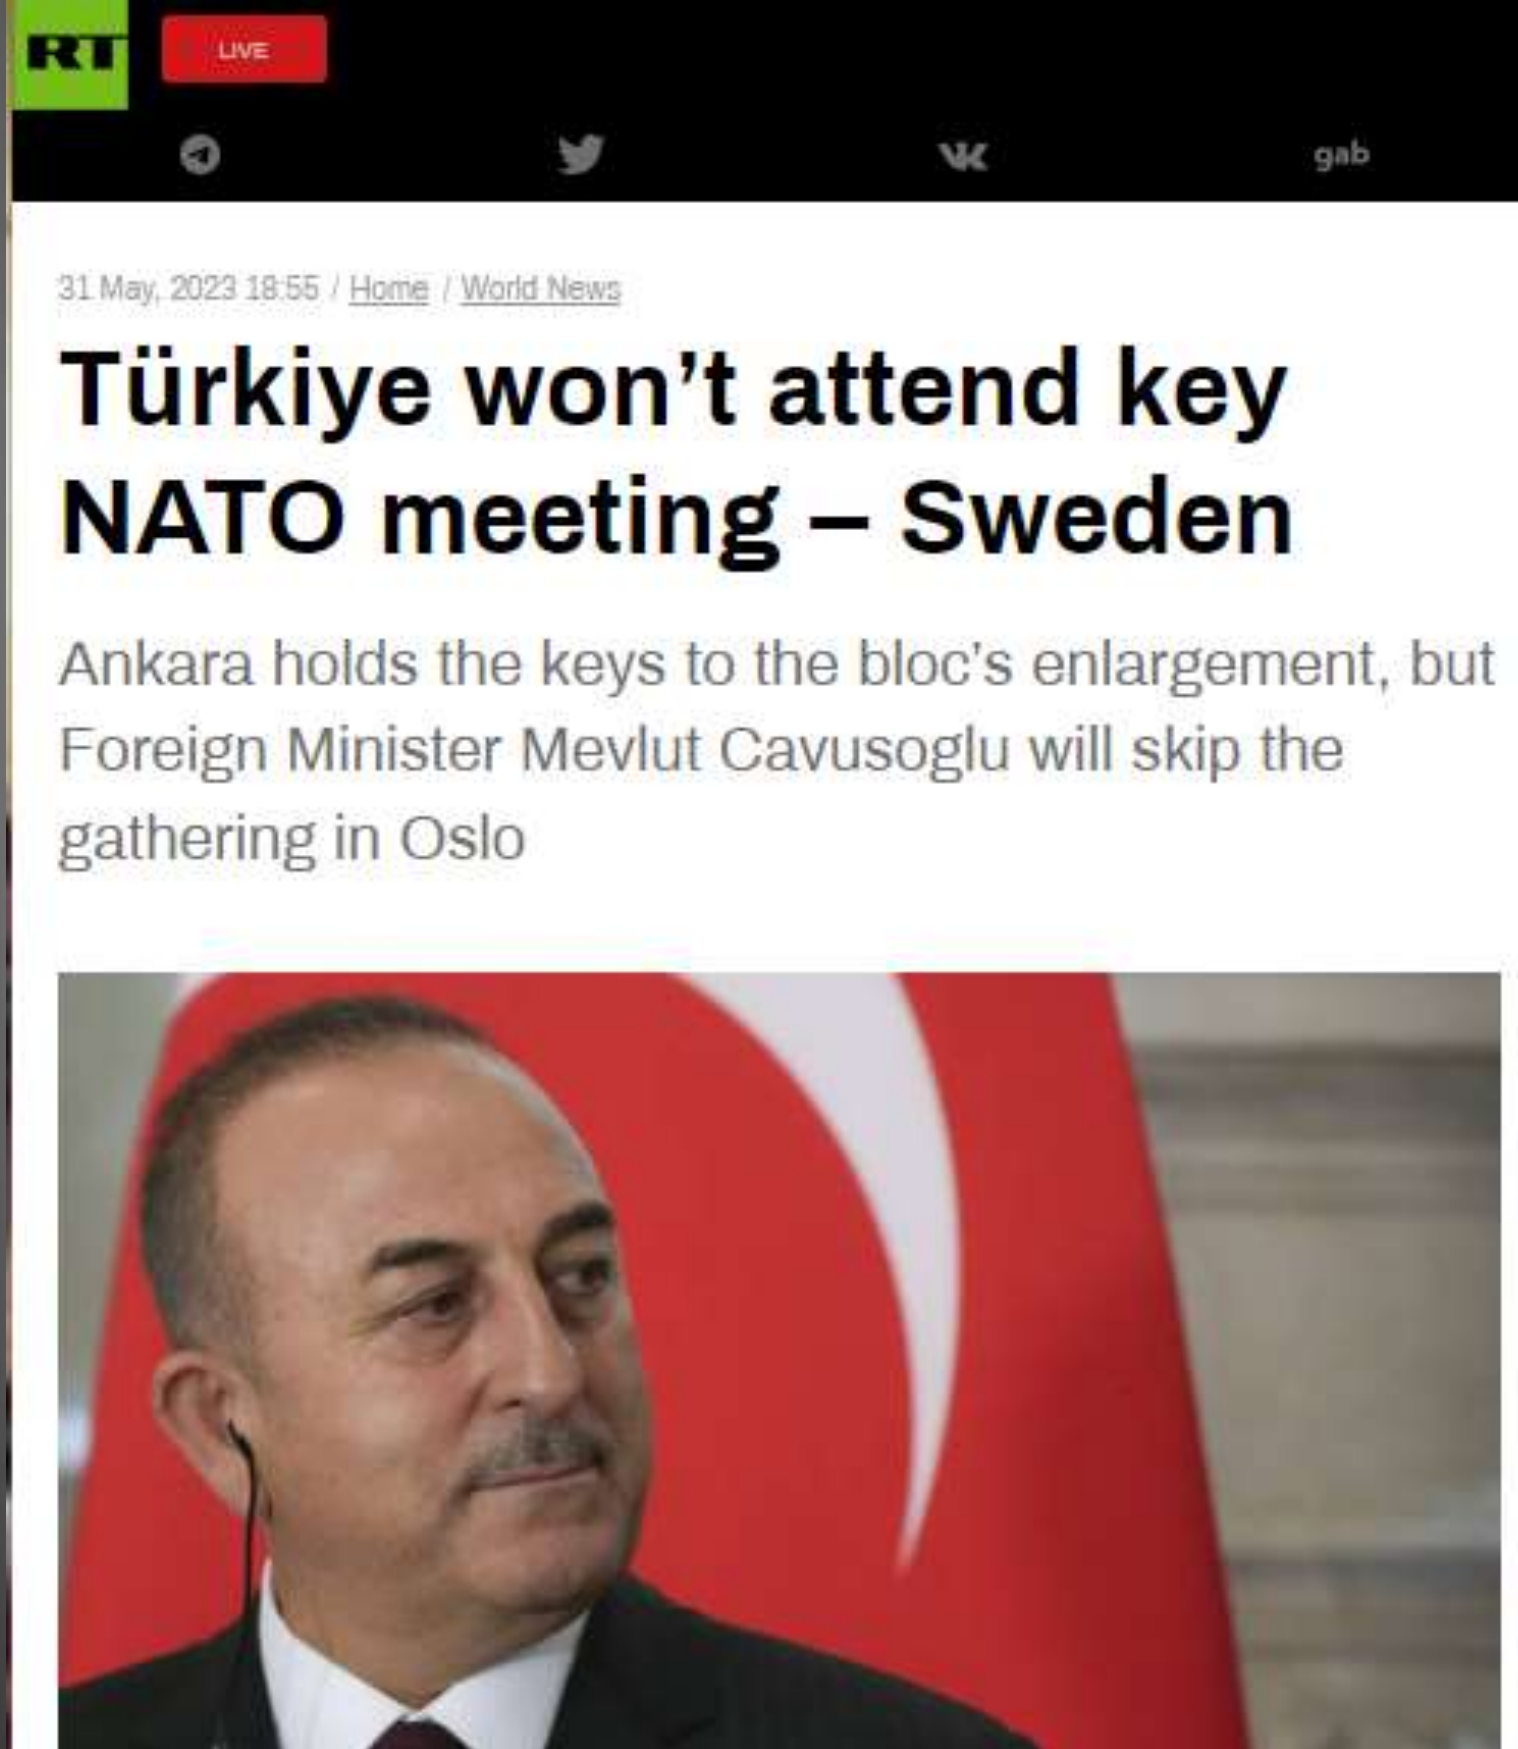 RT
LIVE
gab
31 May, 2023 18:55 / Home / World News
Türkiye won’t attend key
NATO meeting – Sweden
Ankara holds the keys to the bloc’s enlargement, but
Foreign Minister Mevlut Cavusoglu will skip the
gathering in Oslo